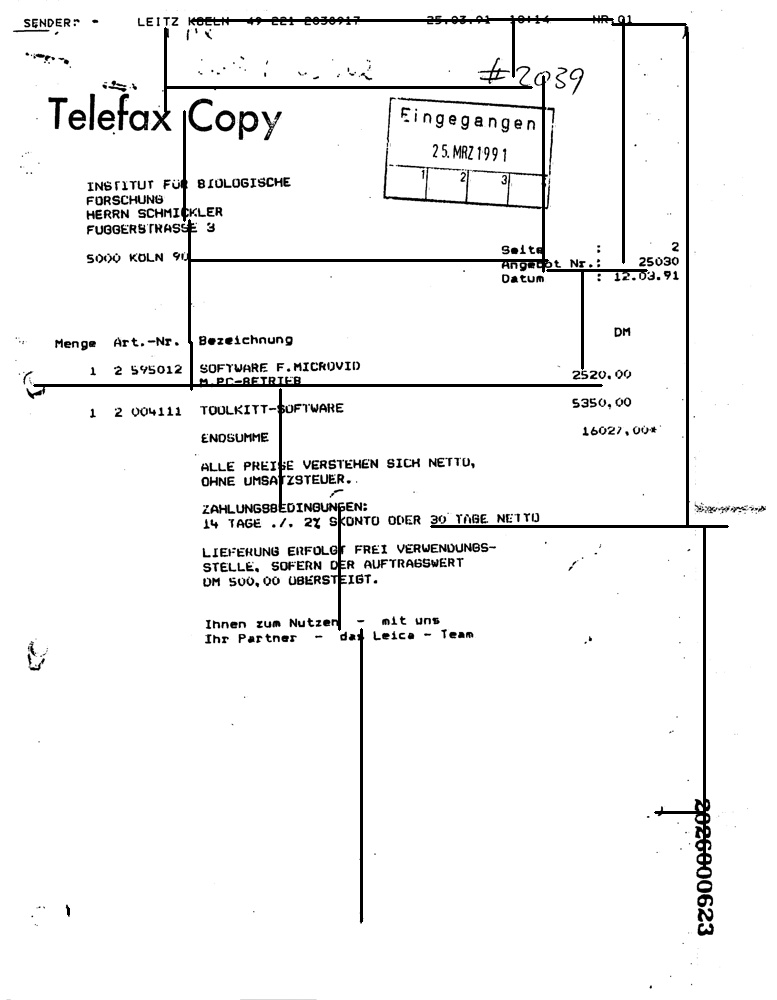 SENDER: - LEITZ KOELN 49 221 2030917 25.03.91 10:14 NR.01
#2039
Telefax Copy
Eingegangen
25. MRZ 1991
1 2 3
INSTITUT FÜR BIOLOGISCHE
FORSCHUNG
HERRN SCHMICKLER
FUGGERSTRASSE 3
5000 KÖLN 90
Seite : 2
Angebot Nr.: 25030
Datum : 12.03.91
DM
Menge Art.-Nr. Bezeichnung
1 2 595012 SOFTWARE F.MICROVID 2520.00
M.PC-BETRIEB
1 2 004111 TOOLKITT-SOFTWARE 5350,00
ENDSUMME 16027,00*
ALLE PREISE VERSTEHEN SICH NETTO,
OHNE UMSATZSTEUER.
ZAHLUNGSBEDINGUNGEN:
14 TAGE ./. 2% SKONTO ODER 30 TAGE NETTO
LIEFERUNG ERFOLGT FREI VERWENDUNGS-
STELLE, SOFERN DER AUFTRAGSWERT
DM 500,00 ÜBERSTEIGT.
Ihnen zum Nutzen - mit uns
Ihr Partner - das Leica - Team
2026000623